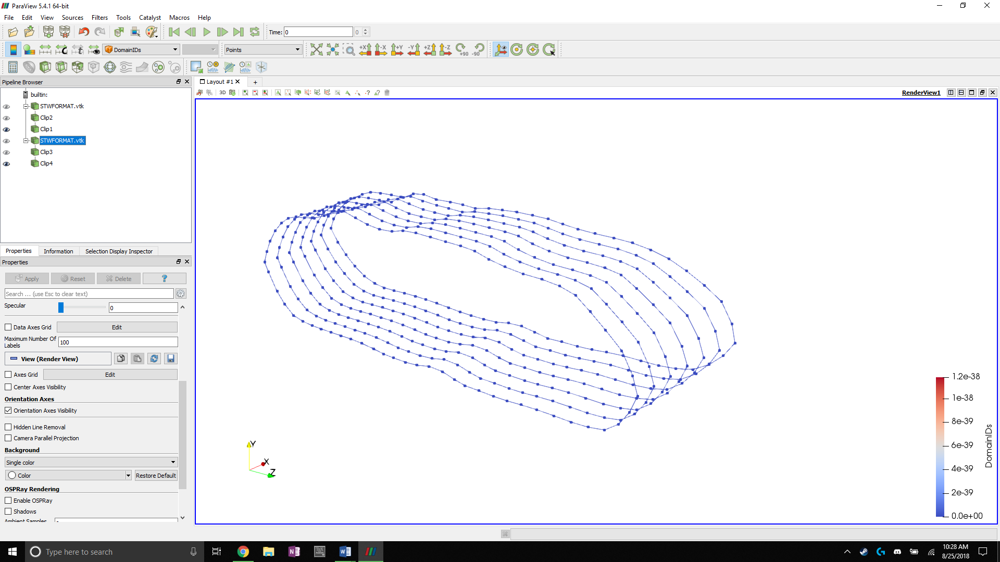 ParaView 5.4.1 64-bit
File Edit View Sources Filters Tools Catalyst Macros Help
Time: 0 0
DomainIDs Points +X -X +Y -Y +Z -Z +90 -90
Pipeline Browser
Layout #1 +
builtin:
3D
RenderView1
STWFORMAT.vtk
Clip2
Clip1
STWFORMAT.vtk
Clip3
Clip4
Properties Information Selection Display Inspector
Properties
Apply Reset Delete ?
Search ... (use Esc to clear text)
Specular 0
Data Axes Grid Edit
Maximum Number Of
Labels 100
View (Render View)
Axes Grid Edit
Center Axes Visibility
Orientation Axes
Orientation Axes Visibility
Hidden Line Removal
Camera Parallel Projection
Background
Single color
Color Restore Default
OSPRay Rendering
Enable OSPRay
Shadows
Ambient Samples
Y
X
Z
1.2e-38
1e-38
8e-39
6e-39
4e-39
2e-39
0.0e+00
DomainIDs
Type here to search
10:28 AM
8/25/2018